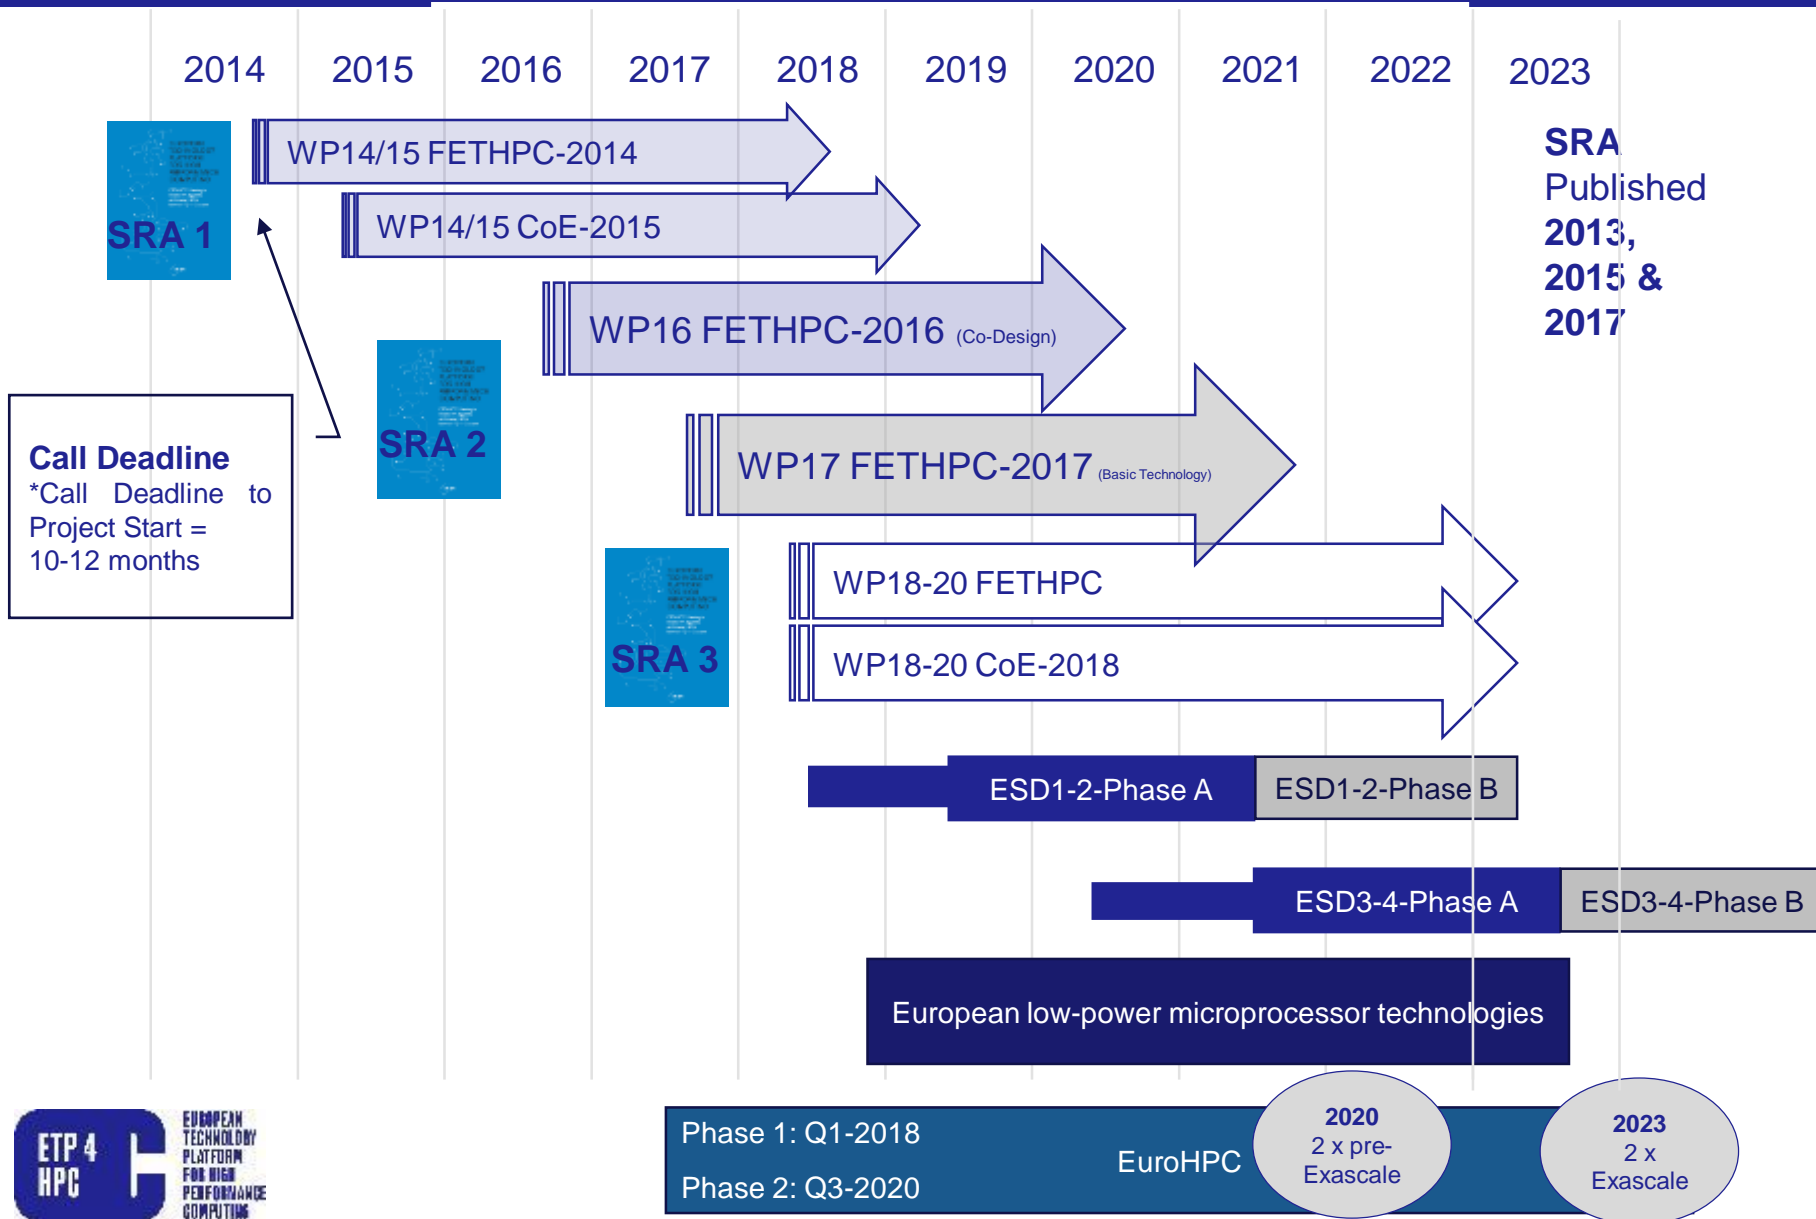 2014 2015 2016 2017 2018 2019 2020 2021 2022 2023
WP14/15 FETHPC-2014
SRA 1
WP14/15 CoE-2015
SRA
Published
2013,
2015 &
2017
WP16 FETHPC-2016 (Co-Design)
SRA 2
Call Deadline
*Call Deadline to
Project Start =
10-12 months
WP17 FETHPC-2017 (Basic Technology)
WP18-20 FETHPC
SRA 3
WP18-20 CoE-2018
ESD1-2-Phase A
ESD1-2-Phase B
ESD3-4-Phase A
ESD3-4-Phase B
European low-power microprocessor technologies
ETP 4
HPC
EUROPEAN
TECHNOLOGY
PLATFORM
FOR HIGH
PERFORMANCE
COMPUTING
Phase 1: Q1-2018
Phase 2: Q3-2020
EuroHPC
2020
2 x pre-
Exascale
2023
2 x
Exascale